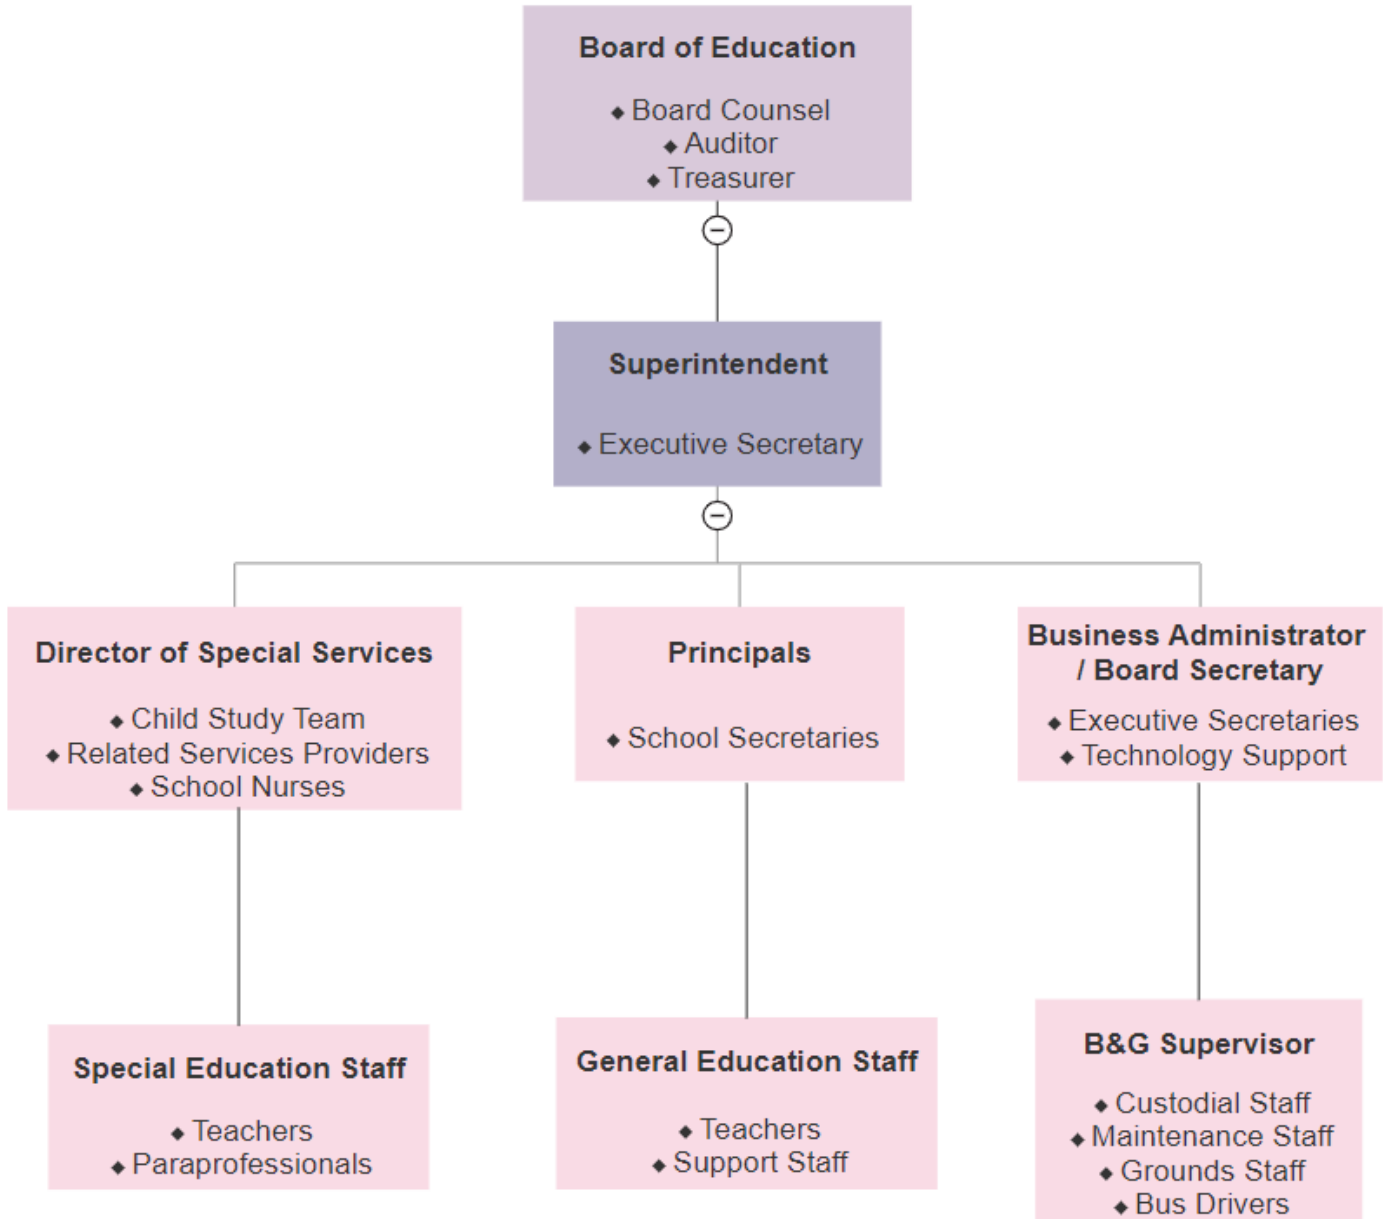 Board of Education
◆ Board Counsel
◆ Auditor
◆ Treasurer
Superintendent
◆ Executive Secretary
Director of Special Services
◆ Child Study Team
◆ Related Services Providers
◆ School Nurses
Principals
◆ School Secretaries
Business Administrator
/ Board Secretary
◆ Executive Secretaries
◆ Technology Support
Special Education Staff
◆ Teachers
◆ Paraprofessionals
General Education Staff
◆ Teachers
◆ Support Staff
B&G Supervisor
◆ Custodial Staff
◆ Maintenance Staff
◆ Grounds Staff
◆ Bus Drivers